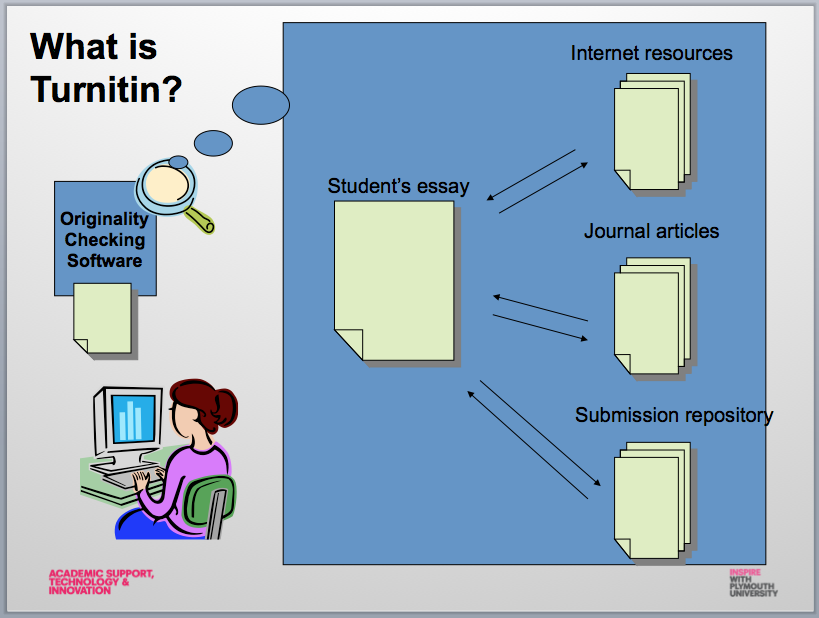 What is
Turnitin?
Originality
Checking
Software
Student’s essay
Internet resources
Journal articles
Submission repository
ACADEMIC SUPPORT,
TECHNOLOGY &
INNOVATION
INSPIRE
WITH
PLYMOUTH
UNIVERSITY